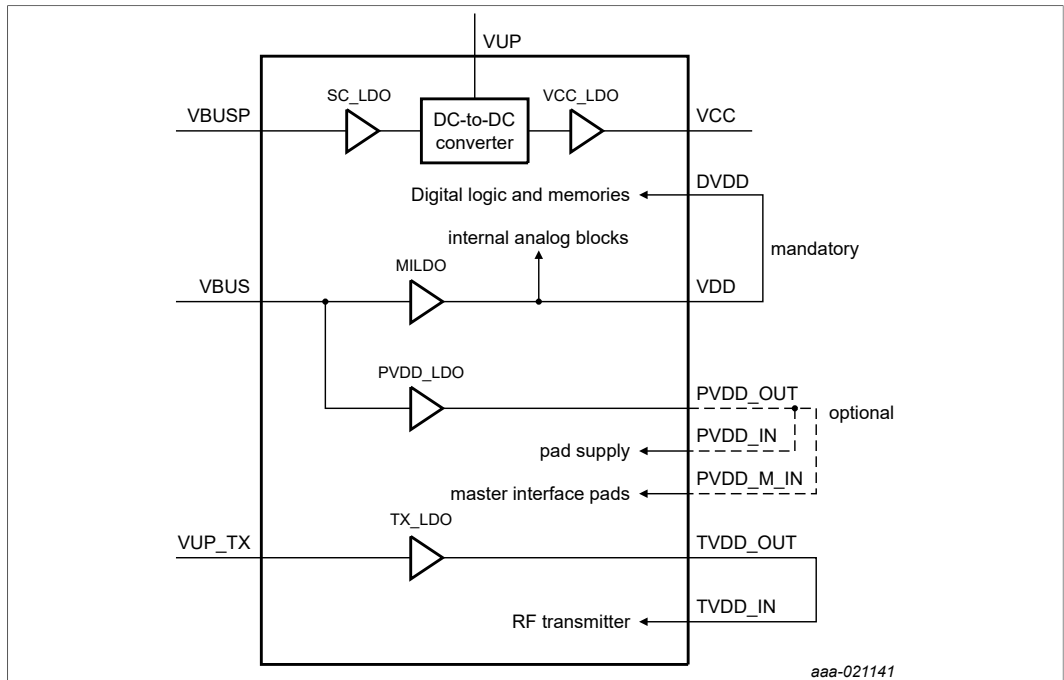 VUP
SC_LDO
VCC_LDO
VBUSP
DC-to-DC
converter
VCC
DVDD
Digital logic and memories
internal analog blocks
mandatory
MILDO
VBUS
VDD
PVDD_LDO
PVDD_OUT
optional
PVDD_IN
pad supply
PVDD_M_IN
master interface pads
TX_LDO
VUP_TX
TVDD_OUT
TVDD_IN
RF transmitter
aaa-021141